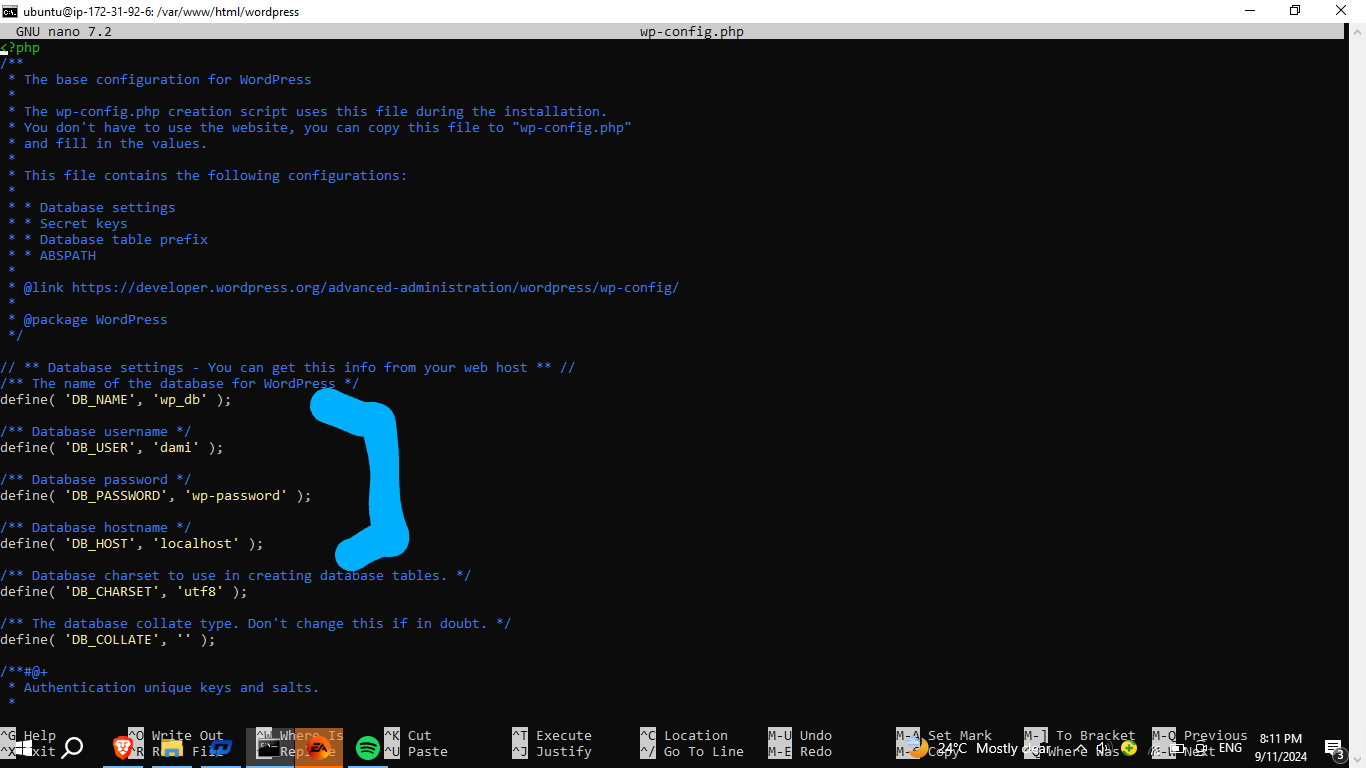 ubuntu@ip-172-31-92-6: /var/www/html/wordpress
GNU nano 7.2 wp-config.php
<?php
/**
 * The base configuration for WordPress
 *
 * The wp-config.php creation script uses this file during the installation.
 * You don't have to use the website, you can copy this file to "wp-config.php"
 * and fill in the values.
 *
 * This file contains the following configurations:
 *
 * * Database settings
 * * Secret keys
 * * Database table prefix
 * * ABSPATH
 *
 * @link https://developer.wordpress.org/advanced-administration/wordpress/wp-config/
 *
 * @package WordPress
 */
// ** Database settings - You can get this info from your web host ** //
/** The name of the database for WordPress */
define( 'DB_NAME', 'wp_db' );
/** Database username */
define( 'DB_USER', 'dami' );
/** Database password */
define( 'DB_PASSWORD', 'wp-password' );
/** Database hostname */
define( 'DB_HOST', 'localhost' );
/** Database charset to use in creating database tables. */
define( 'DB_CHARSET', 'utf8' );
/** The database collate type. Don't change this if in doubt. */
define( 'DB_COLLATE', '' );
/**#@+
 * Authentication unique keys and salts.
 *
^G Help ^O Write Out ^W Where Is ^K Cut ^T Execute ^C Location M-U Undo M-A Set Mark M-] To Bracket M-Q Previous
^X Exit ^R File ^U Paste ^J Justify ^/ Go To Line M-E Redo Copy Where Was Next
EA 24°C Mostly clear ENG 8:11 PM
9/11/2024 3